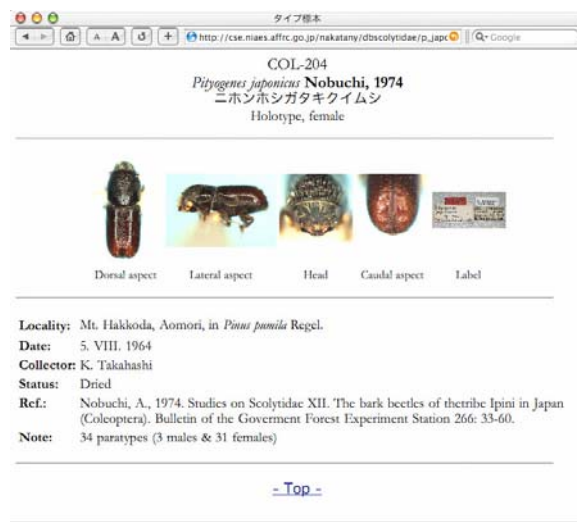 タイプ標本
A A
+
http://cse.niaes.affrc.go.jp/nakatany/dbscolytidae/p_japo
Q- Google
COL-204
Pityogenes japonicus Nobuchi, 1974
ニホンホシガタキクイムシ
Holotype, female
Dorsal aspect Lateral aspect Head Caudal aspect Label
Locality: Mt. Hakkoda, Aomori, in Pinus pumila Regel.
Date: 5. VIII. 1964
Collector: K. Takahashi
Status: Dried
Ref.: Nobuchi, A., 1974. Studies on Scolytidae XII. The bark beetles of thetribe Ipini in Japan
(Coleoptera). Bulletin of the Goverment Forest Experiment Station 266: 33-60.
Note: 34 paratypes (3 males & 31 females)
- Top -